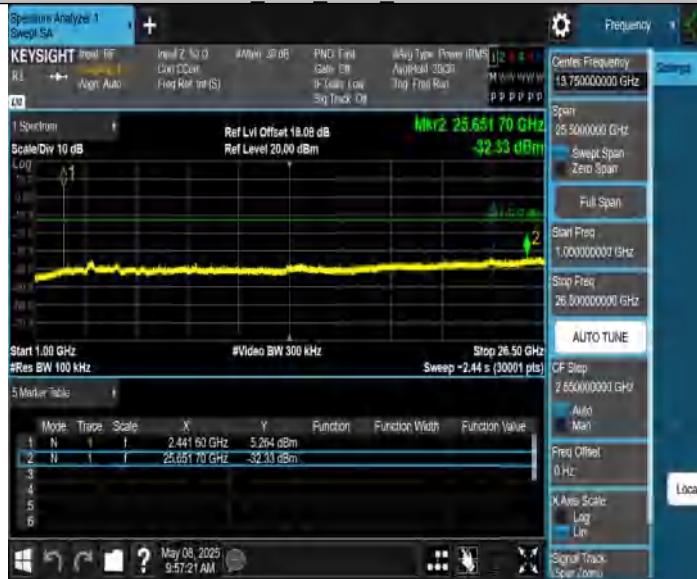 Spectrum Analyzer 1
Swept SA
+
Frequency
KEYSIGHT Input: RF
Input Z: 50 Ω
#Atten: 30 dB
PNO: Fast
Avg Type: Power (RMS)
RL
Align: Auto
Corr CCorr
Freq Ref: Int (S)
Gate: Off
IF Gain: Low
Sig Track: Off
Trig: Free Run
P P P P P
Center Frequency
13.750000000 GHz
Settings
Span
25.5000000 GHz
Swept Span
Zero Span
Full Span
Start Freq
1.000000000 GHz
Stop Freq
26.500000000 GHz
AUTO TUNE
CF Step
2.550000000 GHz
Auto
Man
Freq Offset
0 Hz
X Axis Scale
Log
Lin
Signal Track
(Span Zoom)
Local
1 Spectrum
Scale/Div 10 dB
Ref Lvl Offset 18.08 dB
Ref Level 20.00 dBm
Mkr2 25.651 70 GHz
-32.33 dBm
Log
1
2
Start 1.00 GHz
#Res BW 100 kHz
#Video BW 300 kHz
Stop 26.50 GHz
Sweep ~2.44 s (30001 pts)
5 Marker Table
Mode Trace Scale X Y Function Function Width Function Value
1 N 1 f 2.441 60 GHz 5.264 dBm
2 N 1 f 25.651 70 GHz -32.33 dBm
3
4
5
6
?
May 08, 2025
9:57:21 AM